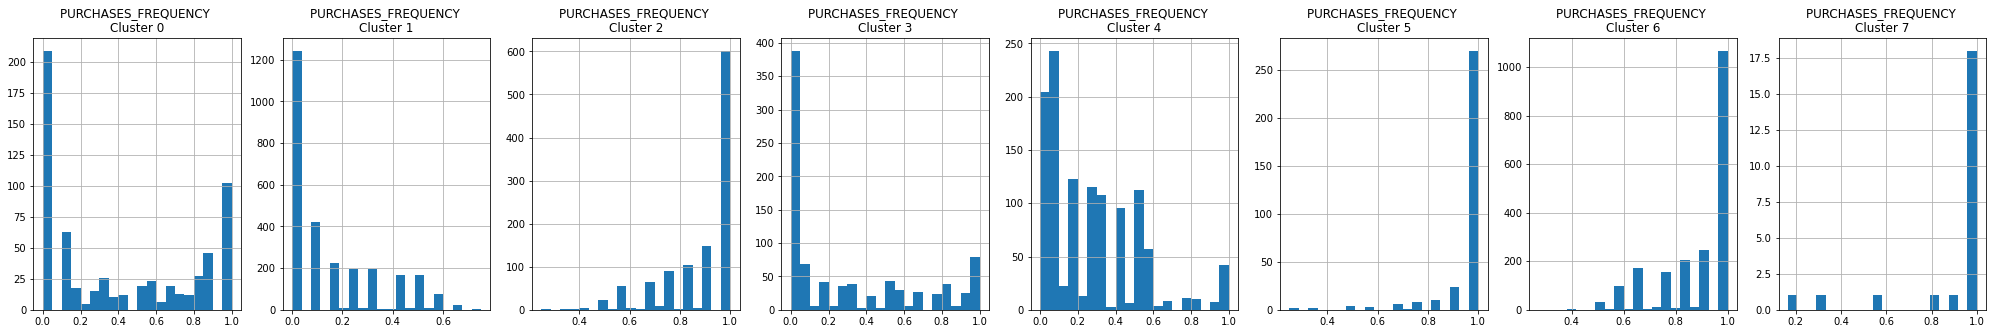 PURCHASES_FREQUENCY
Cluster 0
200
175
150
125
100
75
50
25
0
0.0 0.2 0.4 0.6 0.8 1.0
PURCHASES_FREQUENCY
Cluster 1
1200
1000
800
600
400
200
0
0.0 0.2 0.4 0.6
PURCHASES_FREQUENCY
Cluster 2
600
500
400
300
200
100
0
0.4 0.6 0.8 1.0
PURCHASES_FREQUENCY
Cluster 3
400
350
300
250
200
150
100
50
0
0.0 0.2 0.4 0.6 0.8 1.0
PURCHASES_FREQUENCY
Cluster 4
250
200
150
100
50
0
0.0 0.2 0.4 0.6 0.8 1.0
PURCHASES_FREQUENCY
Cluster 5
250
200
150
100
50
0
0.4 0.6 0.8 1.0
PURCHASES_FREQUENCY
Cluster 6
1000
800
600
400
200
0
0.4 0.6 0.8 1.0
PURCHASES_FREQUENCY
Cluster 7
17.5
15.0
12.5
10.0
7.5
5.0
2.5
0.0
0.2 0.4 0.6 0.8 1.0